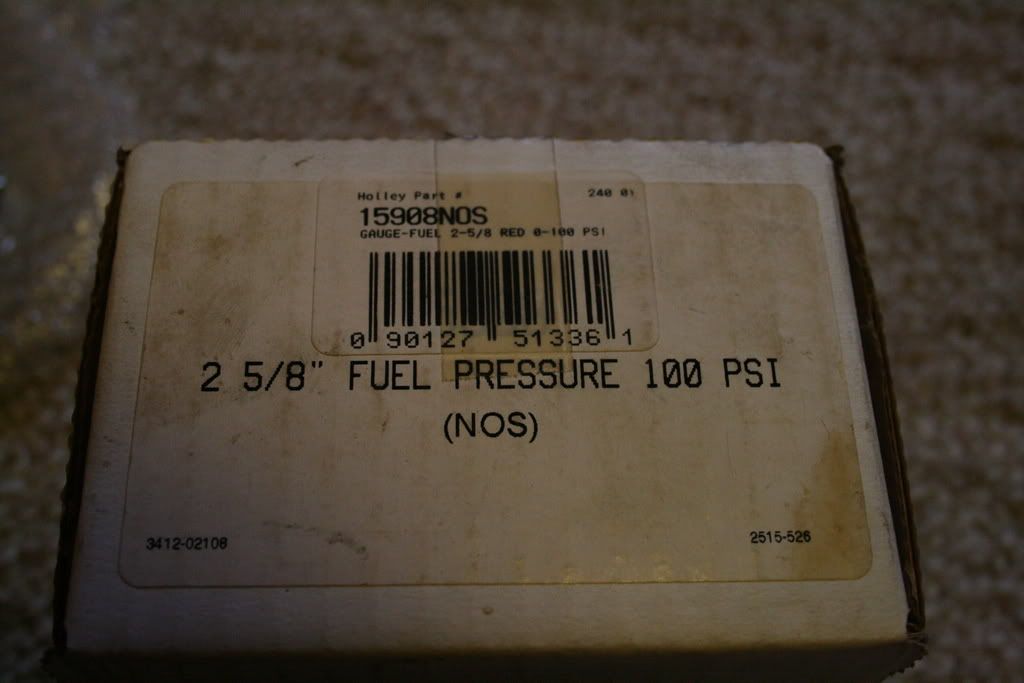 Holley Part # 240 01
15908NOS
GAUGE-FUEL 2-5/8 RED 0-100 PSI
0 90127 51336 1
2 5/8" FUEL PRESSURE 100 PSI
(NOS)
3412-02108 2515-526